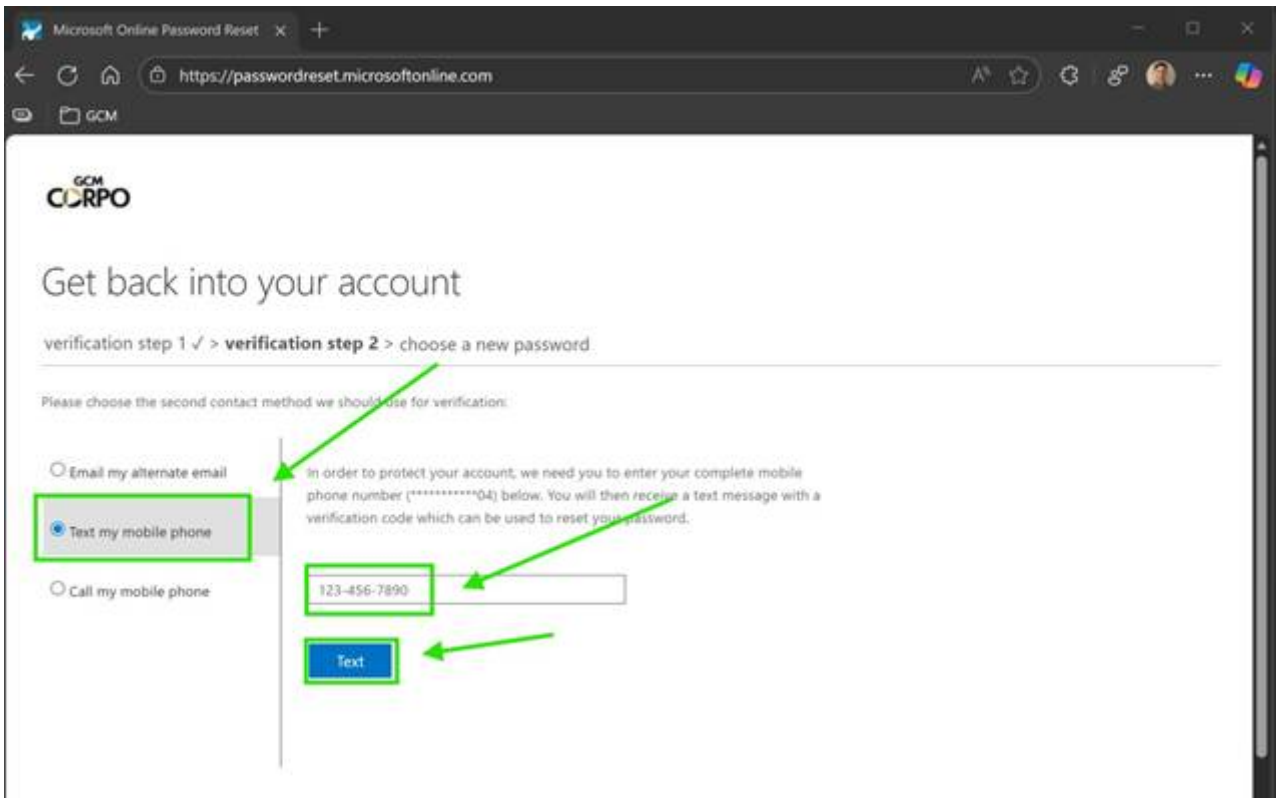 Microsoft Online Password Reset
https://passwordreset.microsoftonline.com
GCM
GCM
CORPO
Get back into your account
verification step 1 ✓ > verification step 2 > choose a new password
Please choose the second contact method we should use for verification:
Email my alternate email
Text my mobile phone
Call my mobile phone
In order to protect your account, we need you to enter your complete mobile
phone number (***********04) below. You will then receive a text message with a
verification code which can be used to reset your password.
123-456-7890
Text